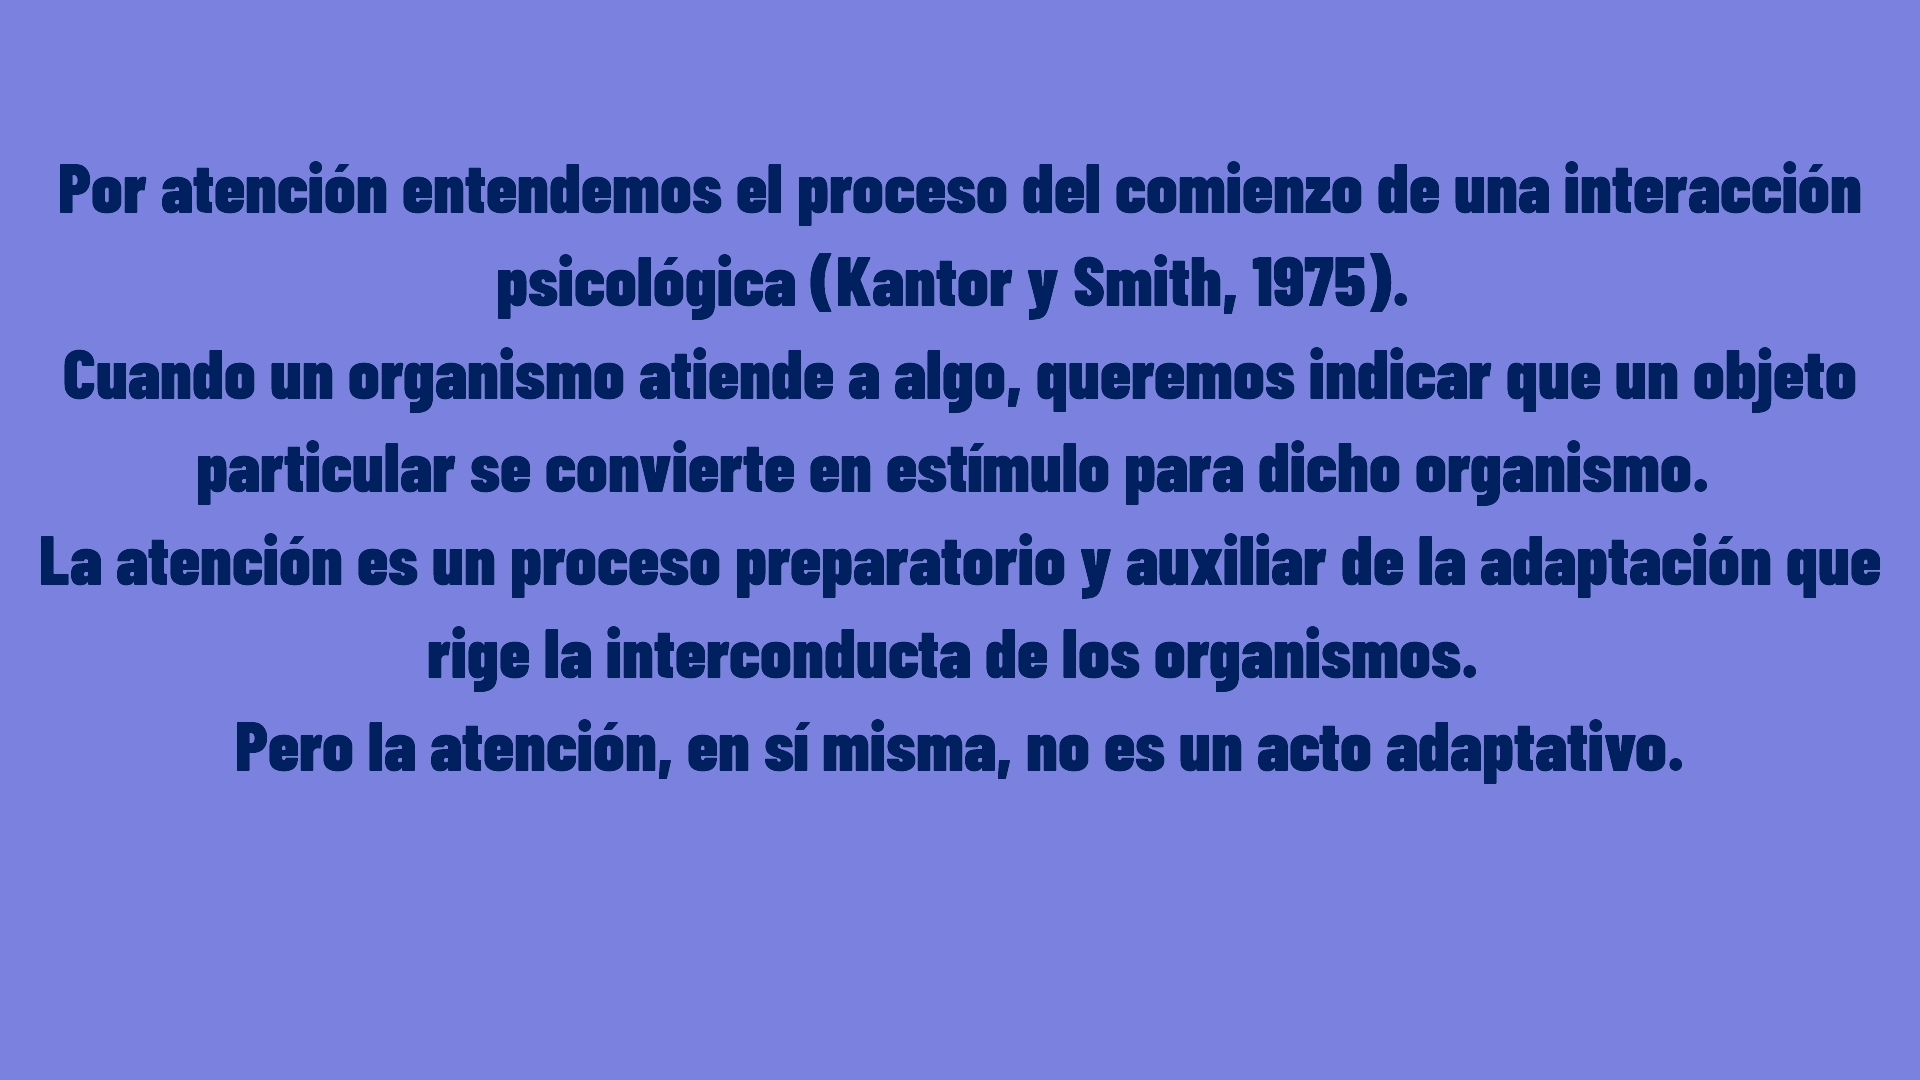 Por atención entendemos el proceso del comienzo de una interacción
psicológica (Kantor y Smith, 1975).
Cuando un organismo atiende a algo, queremos indicar que un objeto
particular se convierte en estímulo para dicho organismo.
La atención es un proceso preparatorio y auxiliar de la adaptación que
rige la interconducta de los organismos.
Pero la atención, en sí misma, no es un acto adaptativo.